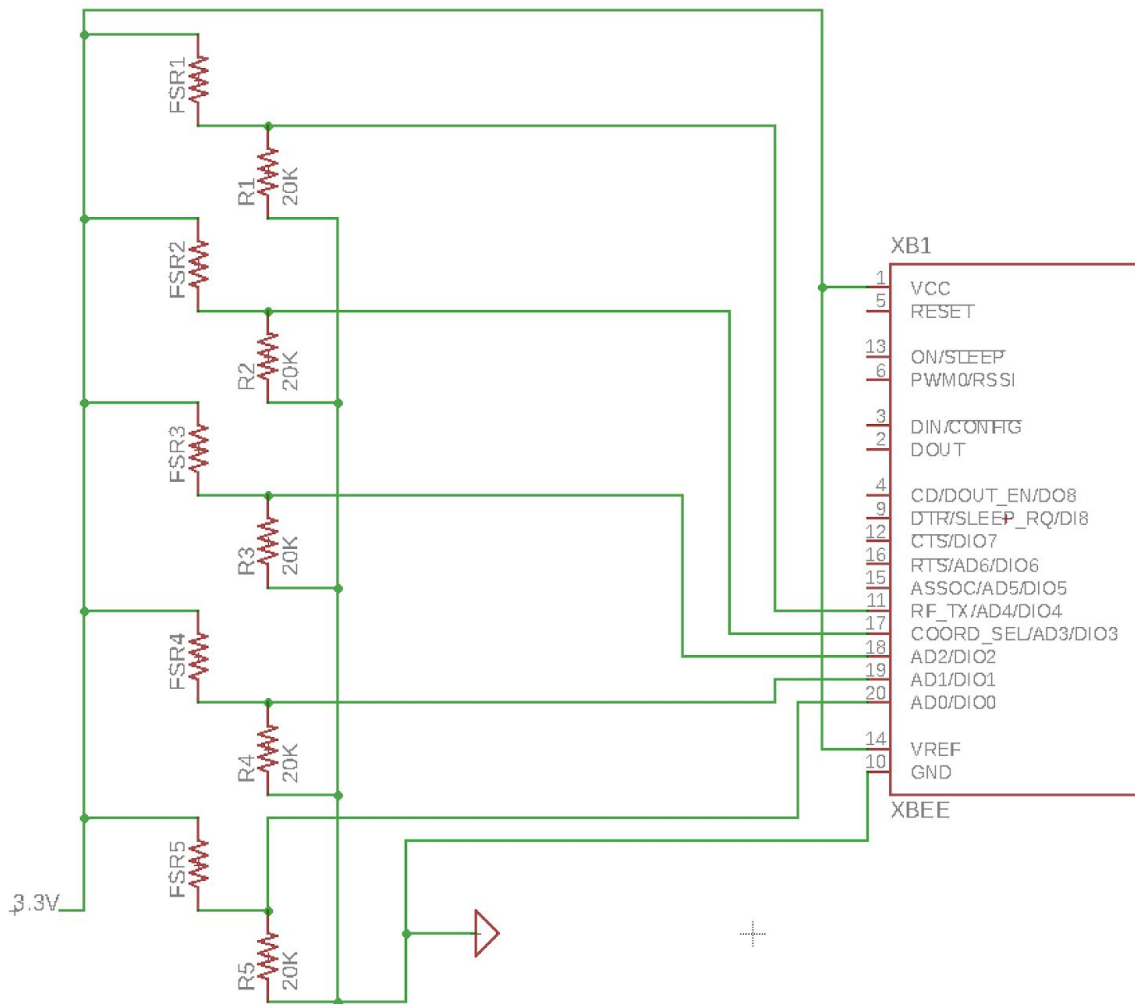 FSR1
R1
20K
FSR2
R2
20K
FSR3
R3
20K
FSR4
R4
20K
FSR5
R5
20K
3.3V
XB1
1 VCC
5 RESET
13 ON/SLEEP
6 PWM0/RSSI
3 DIN/CONFIG
2 DOUT
4 CD/DOUT_EN/DO8
9 DTR/SLEEP_RQ/DI8
12 CTS/DIO7
16 RTS/AD6/DIO6
15 ASSOC/AD5/DIO5
11 RF_TX/AD4/DIO4
17 COORD_SEL/AD3/DIO3
18 AD2/DIO2
19 AD1/DIO1
20 AD0/DIO0
14 VREF
10 GND
XBEE